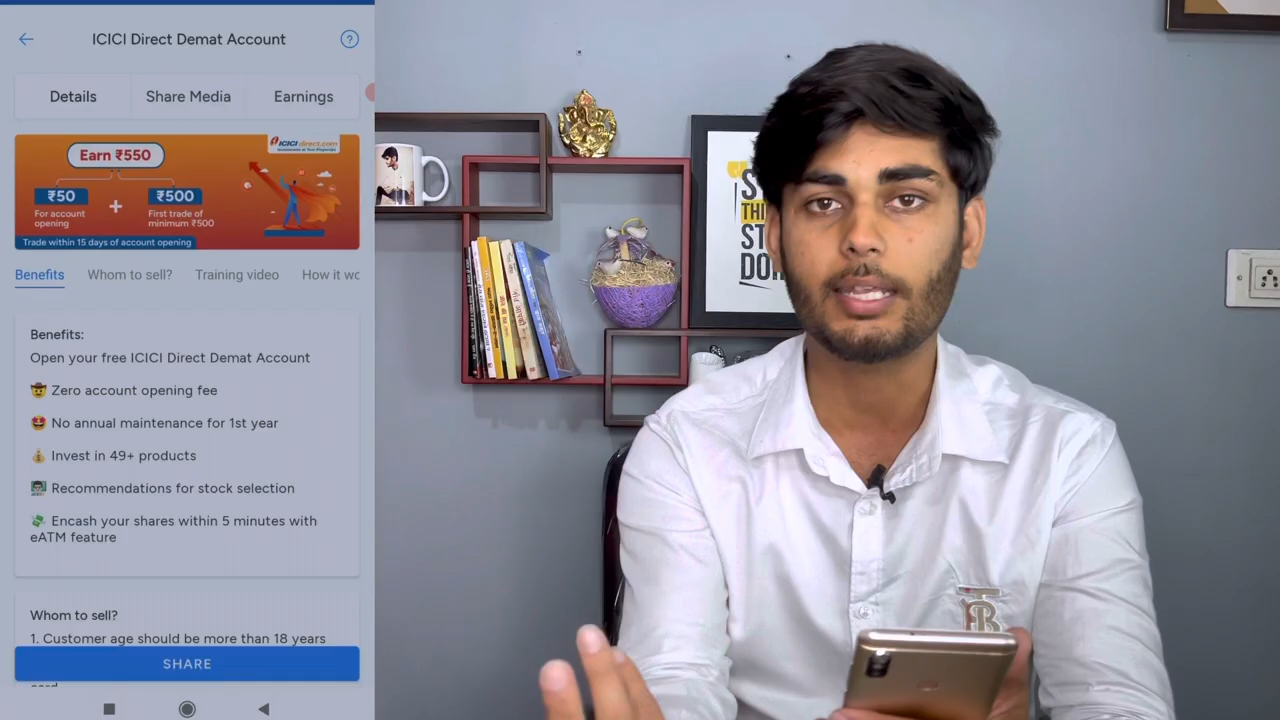 ICICI Direct Demat Account
?
Details
Share Media
Earnings
ICICI direct.com
Earn ₹550
₹50
+
₹500
For account
opening
First trade of
minimum ₹500
Trade within 15 days of account opening
Benefits
Whom to sell?
Training video
How it wo
Benefits:
Open your free ICICI Direct Demat Account
Zero account opening fee
No annual maintenance for 1st year
Invest in 49+ products
Recommendations for stock selection
Encash your shares within 5 minutes with
eATM feature
Whom to sell?
1. Customer age should be more than 18 years
SHARE